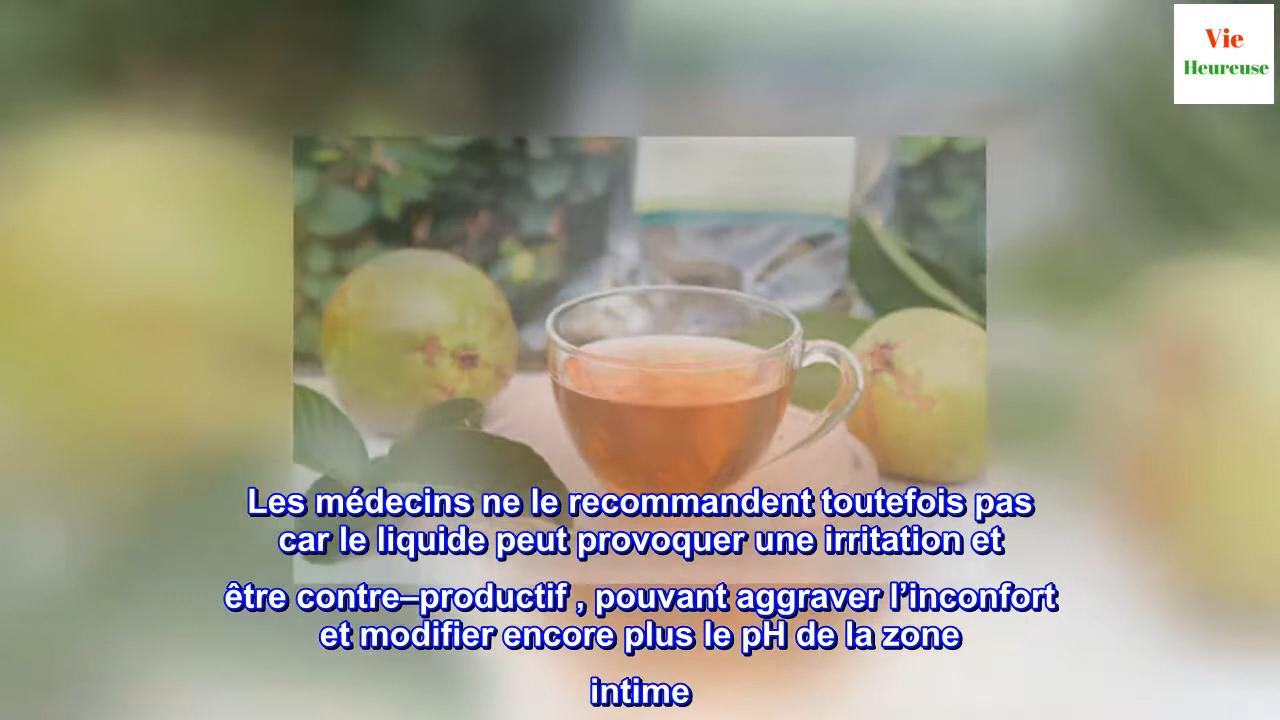 Vie
Heureuse
Les médecins ne le recommandent toutefois pas
car le liquide peut provoquer une irritation et
être contre–productif , pouvant aggraver l’inconfort
et modifier encore plus le pH de la zone
intime